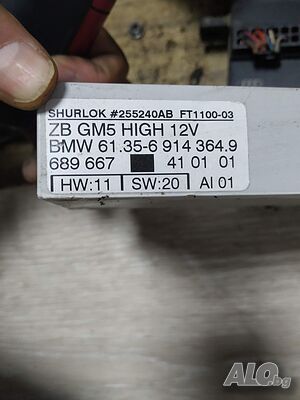 SHURLOK #255240AB FT1100-03
ZB GM5 HIGH 12V
BMW 61.35-6 914 364.9
689 667 41 01 01
HW:11 SW:20 AI 01
ALO.bg